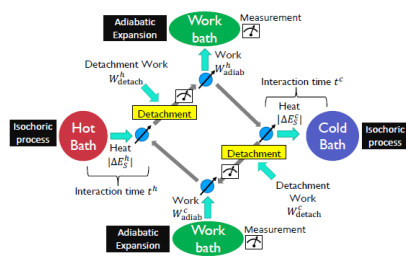 Adiabatic
Expansion
Work
bath
Measurement
Work
W^h_adiab
Detachment Work
W^h_detach
Detachment
Interaction time t^c
Isochoric
process
Hot
Bath
Heat
|ΔE^h_S|
Interaction time t^h
Heat
|ΔE^c_S|
Cold
Bath
Isochoric
process
Detachment
Work
W^c_adiab
Detachment
Work
W^c_detach
Adiabatic
Expansion
Work
bath
Measurement